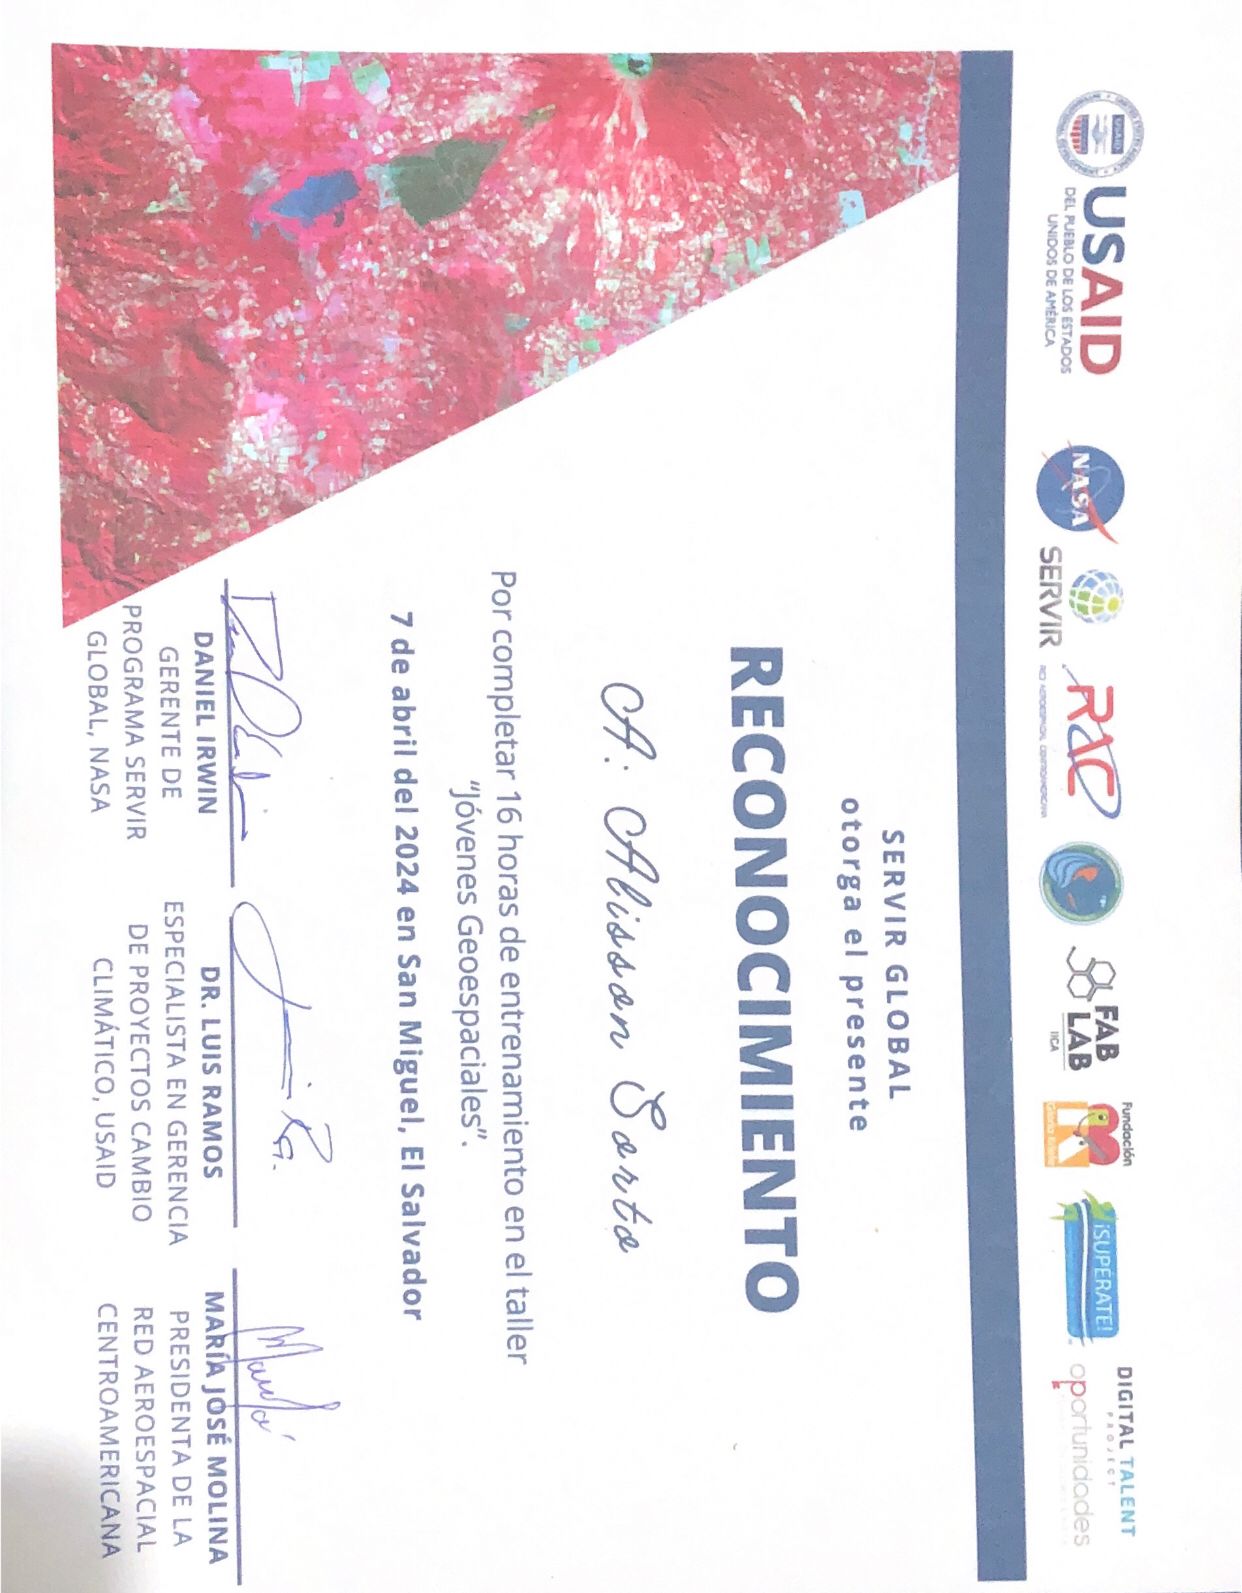 USAID
DEL PUEBLO DE LOS ESTADOS
UNIDOS DE AMÉRICA
NASA
SERVIR
RAC
RED AEROESPACIAL CENTROAMERICANA
FAB
LAB
IICA
Fundación
¡SUPÉRATE!
DIGITAL TALENT
PROJECT
oportunidades
SERVIR GLOBAL
otorga el presente
RECONOCIMIENTO
A: Alisson Sorto
Por completar 16 horas de entrenamiento en el taller
"Jóvenes Geoespaciales".
7 de abril del 2024 en San Miguel, El Salvador
DANIEL IRWIN
GERENTE DE
PROGRAMA SERVIR
GLOBAL, NASA
DR. LUIS RAMOS
ESPECIALISTA EN GERENCIA
DE PROYECTOS CAMBIO
CLIMÁTICO, USAID
MARÍA JOSÉ MOLINA
PRESIDENTA DE LA
RED AEROESPACIAL
CENTROAMERICANA